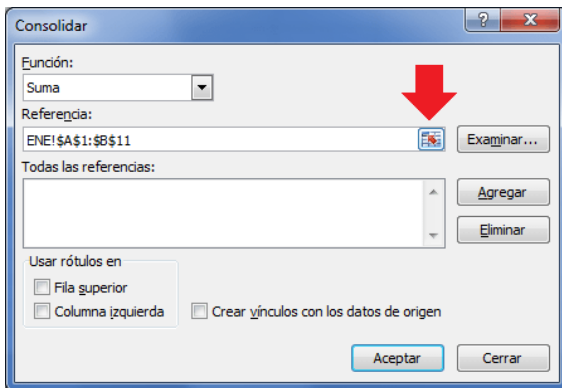 Consolidar
Función:
Suma
Referencia:
ENE!$A$1:$B$11
Examinar...
Todas las referencias:
Agregar
Eliminar
Usar rótulos en
Fila superior
Columna izquierda
Crear vínculos con los datos de origen
Aceptar
Cerrar